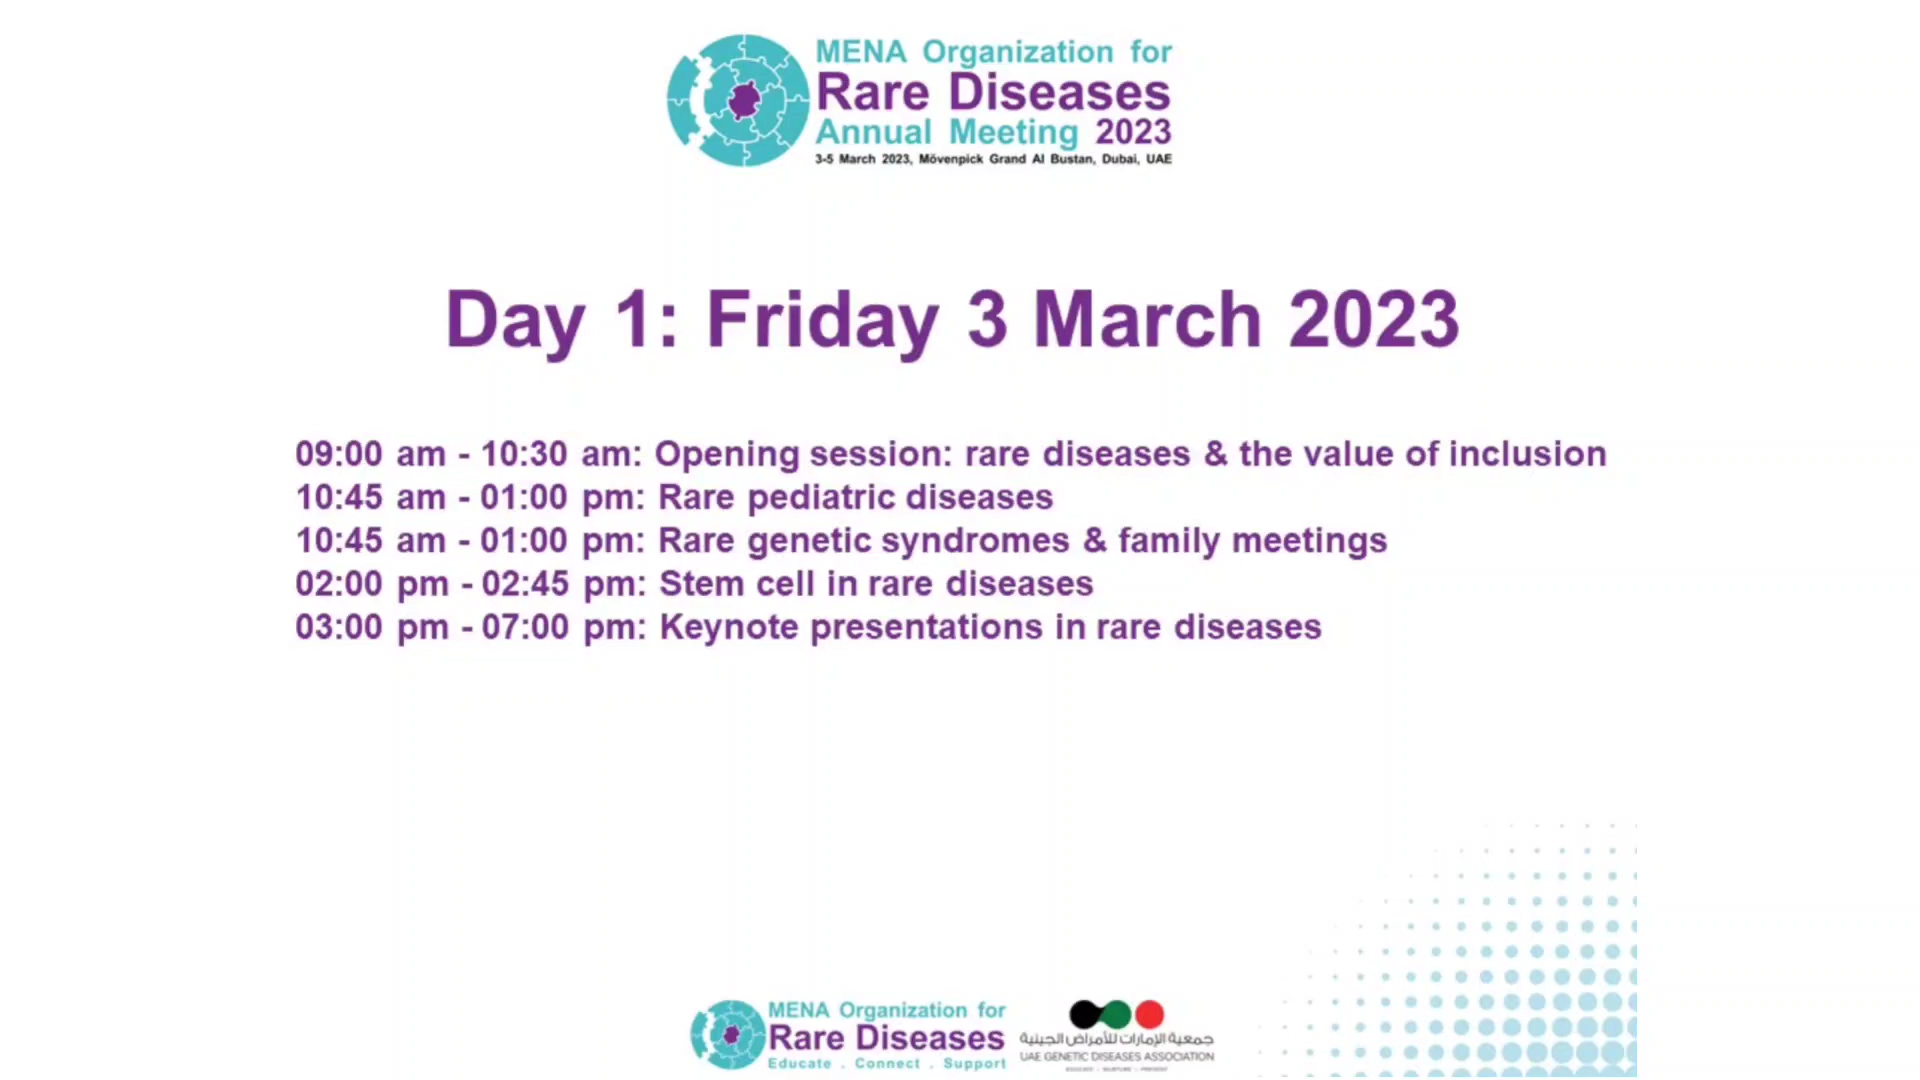 MENA Organization for
Rare Diseases
Annual Meeting 2023
3-5 March 2023, Mövenpick Grand Al Bustan, Dubai, UAE
Day 1: Friday 3 March 2023
09:00 am - 10:30 am: Opening session: rare diseases & the value of inclusion
10:45 am - 01:00 pm: Rare pediatric diseases
10:45 am - 01:00 pm: Rare genetic syndromes & family meetings
02:00 pm - 02:45 pm: Stem cell in rare diseases
03:00 pm - 07:00 pm: Keynote presentations in rare diseases
MENA Organization for
Rare Diseases
Educate . Connect . Support
جمعية الإمارات للأمراض الجينية
UAE GENETIC DISEASES ASSOCIATION
EDUCATE - NURTURE - PREVENT